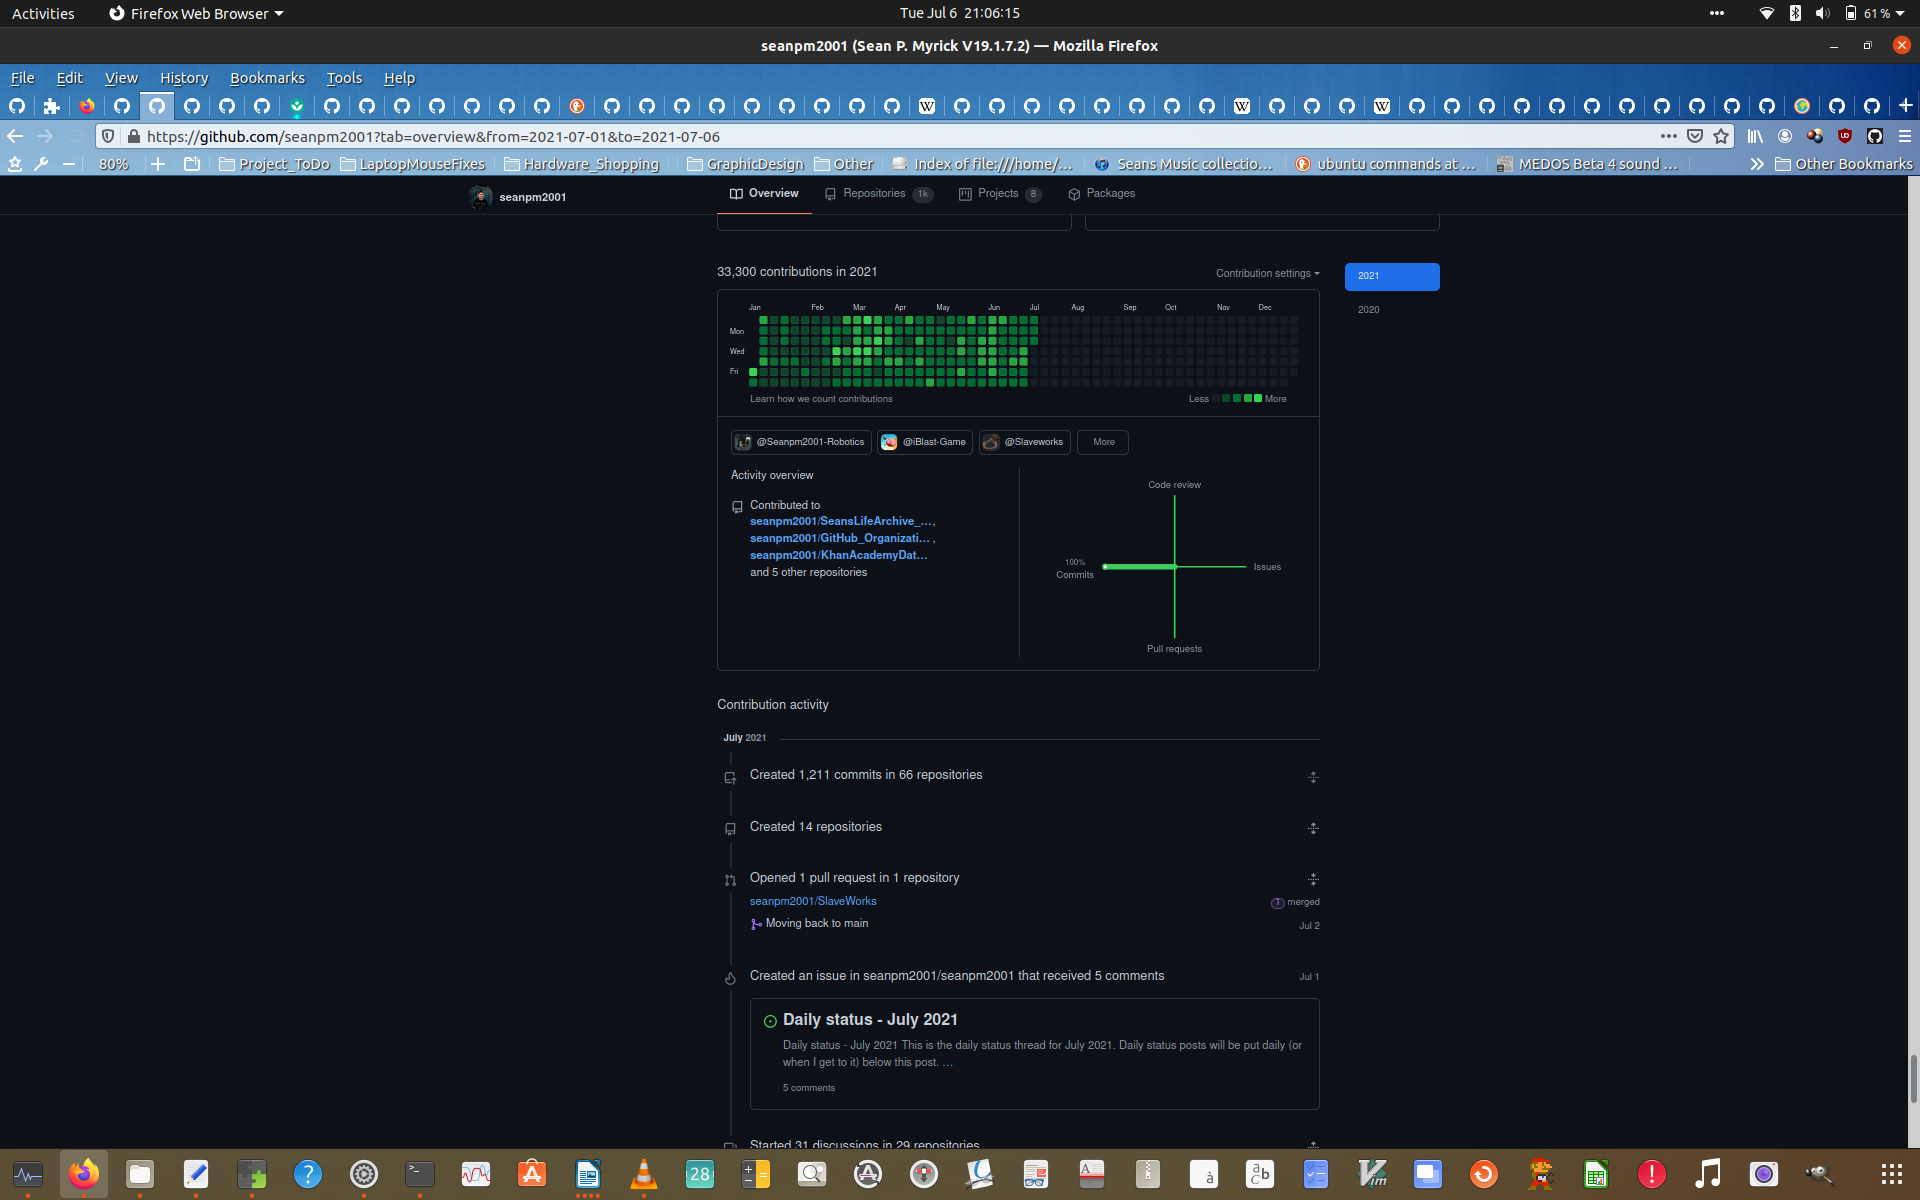 Activities
Firefox Web Browser
Tue Jul 6 21:06:15
61 %
seanpm2001 (Sean P. Myrick V19.1.7.2) — Mozilla Firefox
File Edit View History Bookmarks Tools Help
https://github.com/seanpm2001?tab=overview&from=2021-07-01&to=2021-07-06
80%
Project_ToDo
LaptopMouseFixes
Hardware_Shopping
GraphicDesign
Other
Index of file:///home/...
Seans Music collectio...
ubuntu commands at ...
MEDOS Beta 4 sound ...
Other Bookmarks
seanpm2001
Overview
Repositories 1k
Projects 8
Packages
33,300 contributions in 2021
Contribution settings
2021
2020
Jan Feb Mar Apr May Jun Jul Aug Sep Oct Nov Dec
Mon
Wed
Fri
Learn how we count contributions
Less
More
@Seanpm2001-Robotics
@iBlast-Game
@Slaveworks
More
Activity overview
Contributed to
seanpm2001/SeansLifeArchive_...,
seanpm2001/GitHub_Organizati... ,
seanpm2001/KhanAcademyDat...
and 5 other repositories
Code review
100%
Commits
Issues
Pull requests
Contribution activity
July 2021
Created 1,211 commits in 66 repositories
Created 14 repositories
Opened 1 pull request in 1 repository
seanpm2001/SlaveWorks
1 merged
Moving back to main
Jul 2
Created an issue in seanpm2001/seanpm2001 that received 5 comments
Jul 1
Daily status - July 2021
Daily status - July 2021 This is the daily status thread for July 2021. Daily status posts will be put daily (or
when I get to it) below this post. ...
5 comments
Started 31 discussions in 29 repositories
28